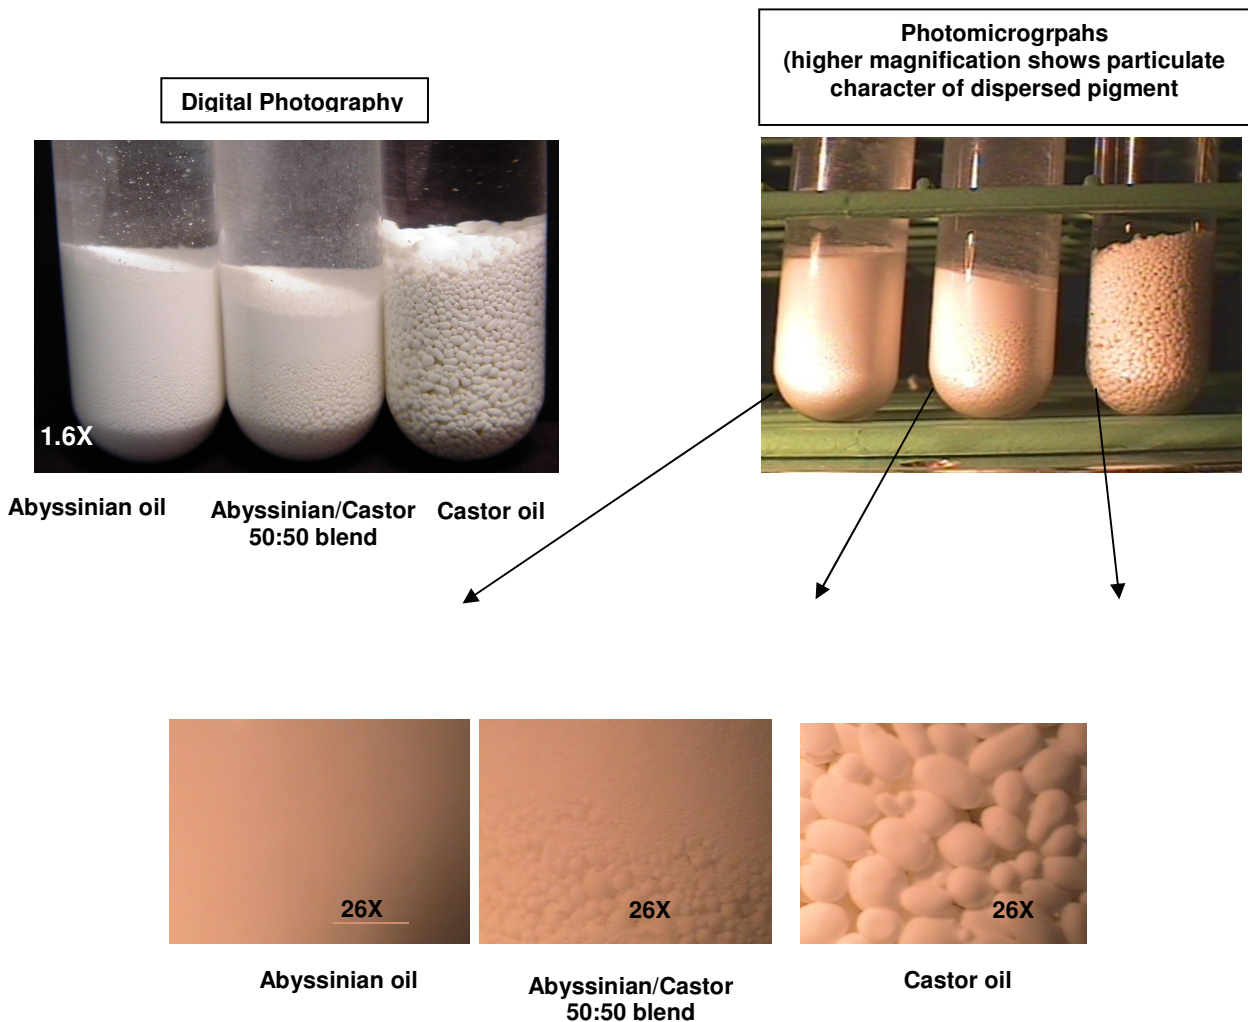 Digital Photography
Photomicrogrpahs
(higher magnification shows particulate
character of dispersed pigment
1.6X
Abyssinian oil
Abyssinian/Castor
50:50 blend
Castor oil
26X
26X
26X
Abyssinian oil
Abyssinian/Castor
50:50 blend
Castor oil